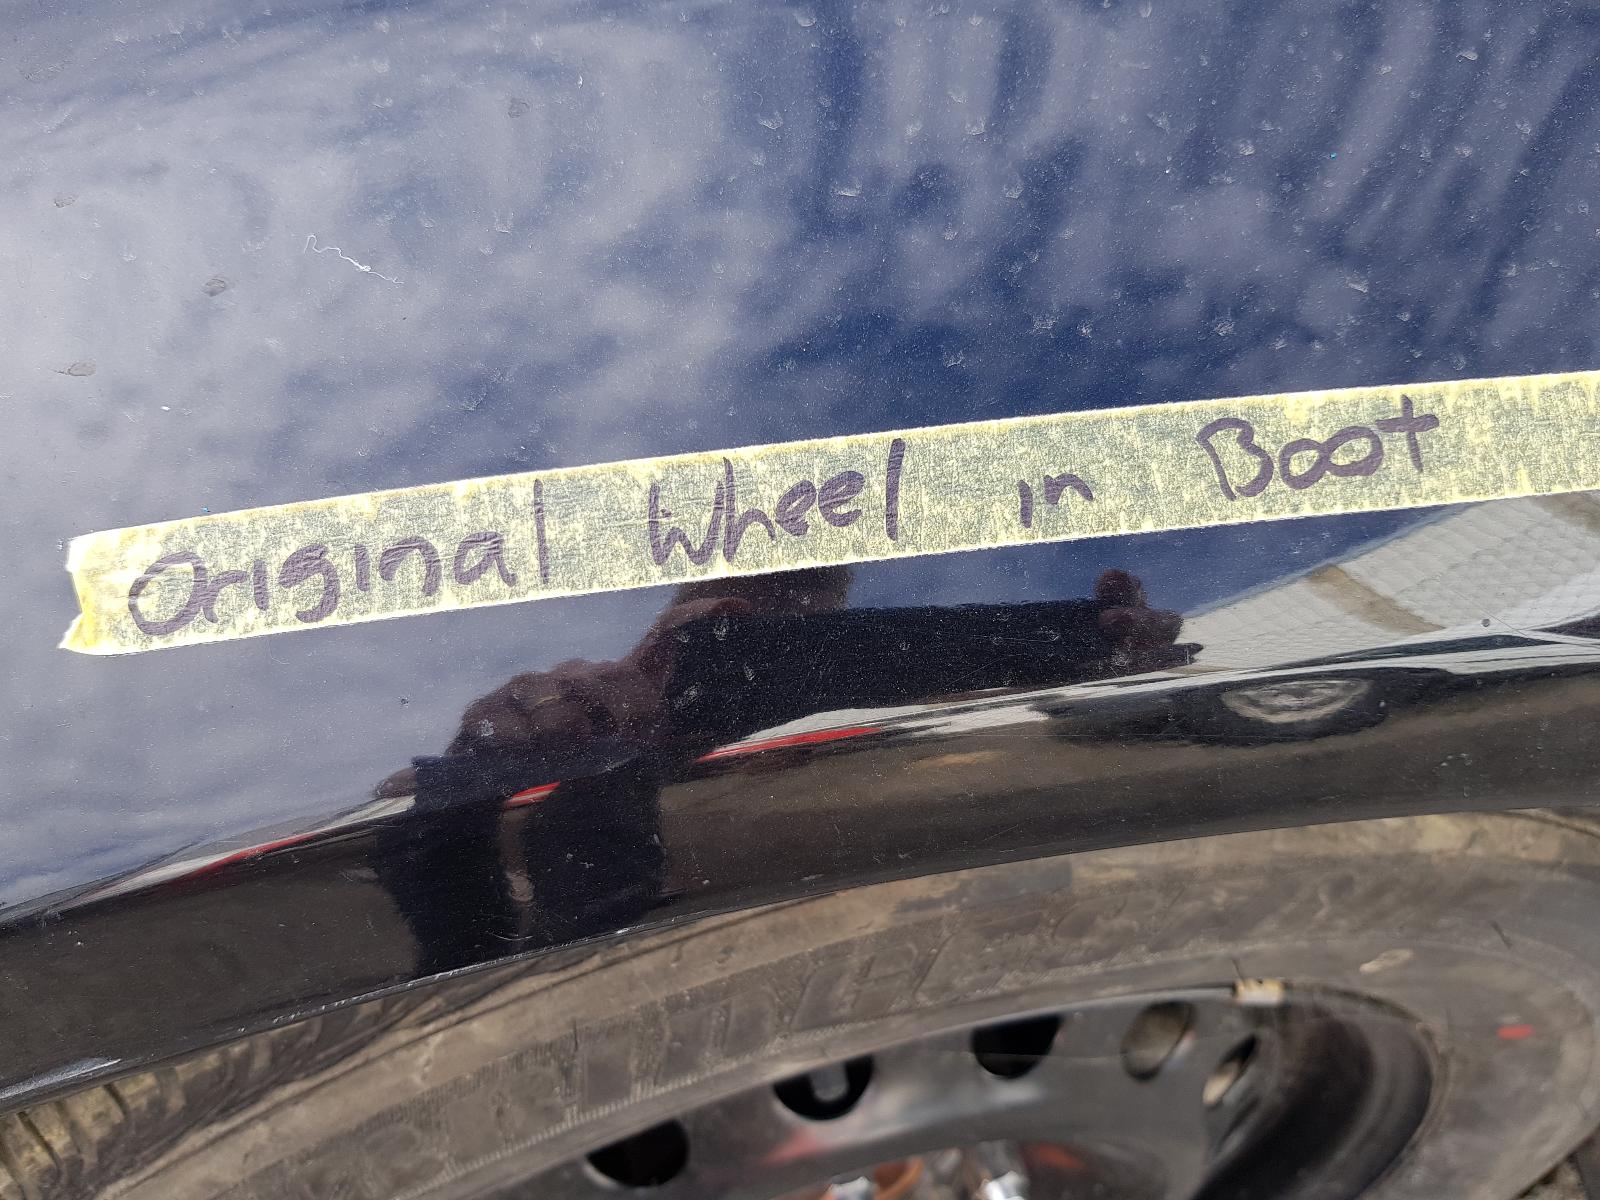 Original Wheel in Boot